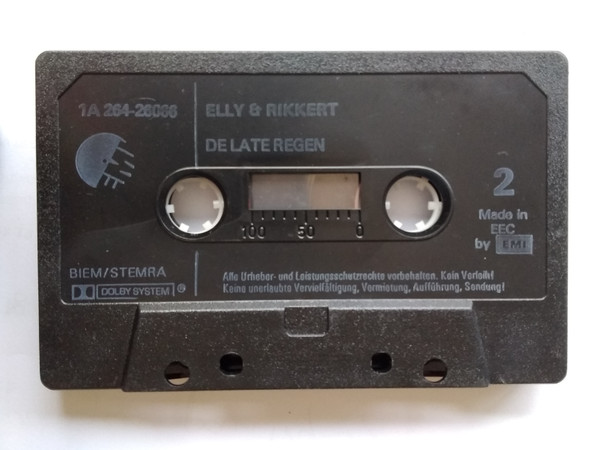 1A 264-26066
ELLY & RIKKERT
DE LATE REGEN
2
Made in
EEC
by EMI
100 50 0
BIEM/STEMRA
DOLBY SYSTEM ®
Alle Urheber- und Leistungsschutzrechte vorbehalten. Kein Verleih!
Keine unerlaubte Vervielfältigung, Vermietung, Aufführung, Sendung!